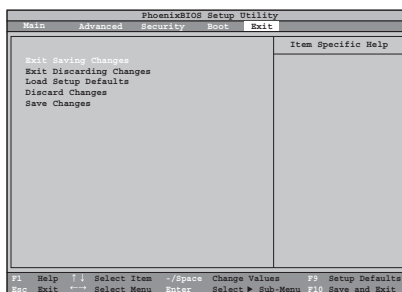 PhoenixBIOS Setup Utility
Main Advanced Security Boot Exit
Item Specific Help
Exit Saving Changes
Exit Discarding Changes
Load Setup Defaults
Discard Changes
Save Changes
F1 Help ↑↓ Select Item -/Space Change Values F9 Setup Defaults
Esc Exit ←→ Select Menu Enter Select ▶ Sub-Menu F10 Save and Exit